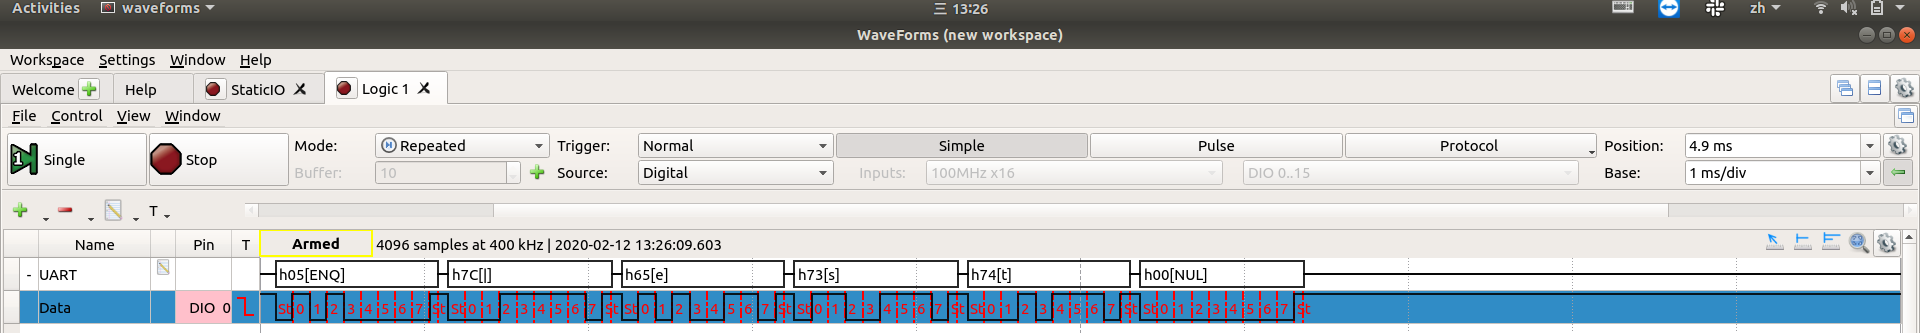 Activities waveforms 13:26 zh
WaveForms (new workspace)
Workspace Settings Window Help
Welcome Help StaticIO Logic 1
File Control View Window
Single Stop Mode: Repeated Trigger: Normal Simple Pulse Protocol Position: 4.9 ms
Buffer: 10 Source: Digital Inputs: 100MHz x16 DIO 0..15 Base: 1 ms/div
T
Name Pin T Armed 4096 samples at 400 kHz | 2020-02-12 13:26:09.603
- UART h05[ENQ] h7C[|] h65[e] h73[s] h74[t] h00[NUL]
Data DIO 0 St 0 1 2 3 4 5 6 7 St St 0 1 2 3 4 5 6 7 St St 0 1 2 3 4 5 6 7 St St 0 1 2 3 4 5 6 7 St St 0 1 2 3 4 5 6 7 St St 0 1 2 3 4 5 6 7 St